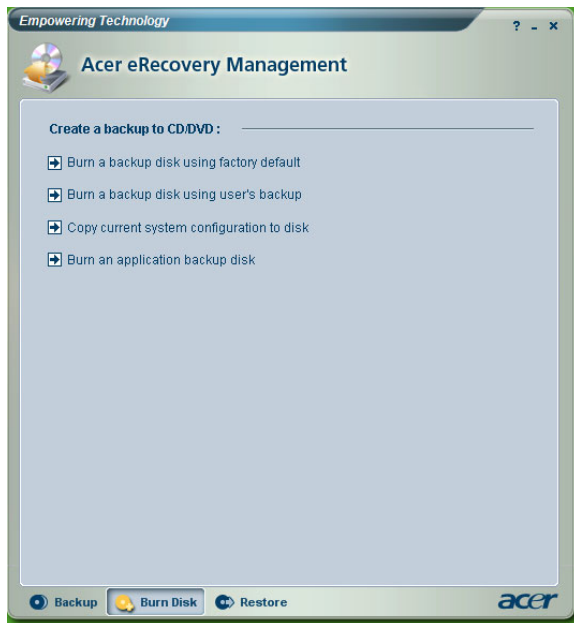 Empowering Technology
? - x
Acer eRecovery Management
Create a backup to CD/DVD :
Burn a backup disk using factory default
Burn a backup disk using user's backup
Copy current system configuration to disk
Burn an application backup disk
Backup Burn Disk Restore acer